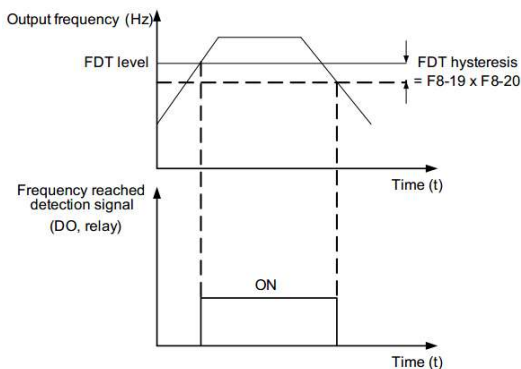 Output frequency (Hz)
FDT level
FDT hysteresis
= F8-19 x F8-20
Time (t)
Frequency reached
detection signal
(DO, relay)
ON
Time (t)